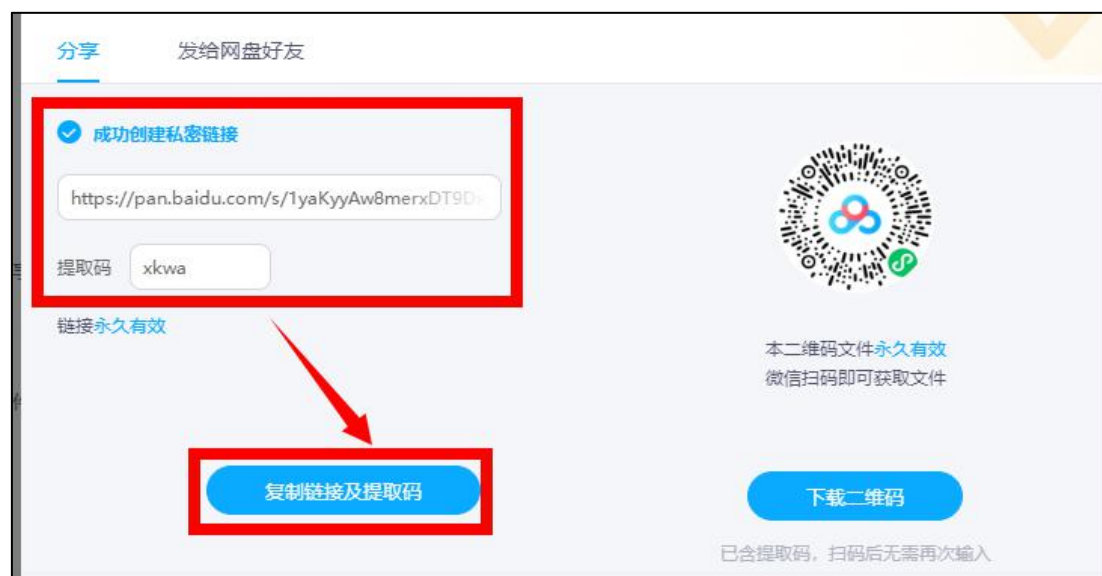 分享
发给网盘好友
成功创建私密链接
https://pan.baidu.com/s/1yaKyyAw8merxDT9D
提取码
xkwa
链接永久有效
复制链接及提取码
本二维码文件永久有效
微信扫码即可获取文件
下载二维码
已含提取码，扫码后无需再次输入